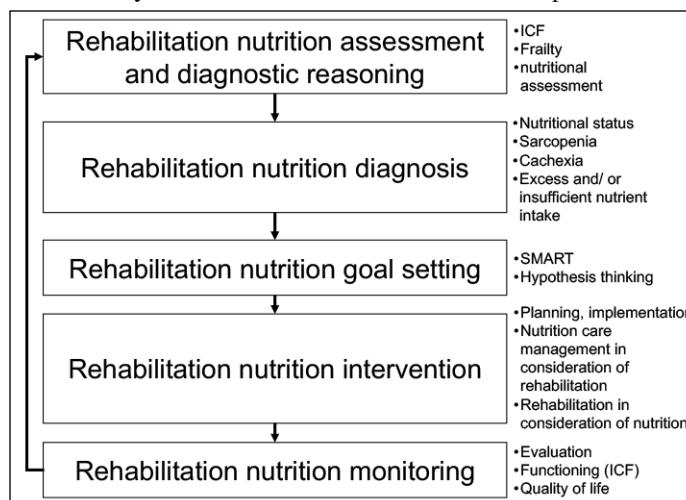 Rehabilitation nutrition assessment
and diagnostic reasoning
•ICF
•Frailty
•nutritional
assessment
Rehabilitation nutrition diagnosis
•Nutritional status
•Sarcopenia
•Cachexia
•Excess and/ or
insufficient nutrient
intake
Rehabilitation nutrition goal setting
•SMART
•Hypothesis thinking
Rehabilitation nutrition intervention
•Planning, implementation
•Nutrition care
management in
consideration of
rehabilitation
•Rehabilitation in
consideration of nutrition
Rehabilitation nutrition monitoring
•Evaluation
•Functioning (ICF)
•Quality of life